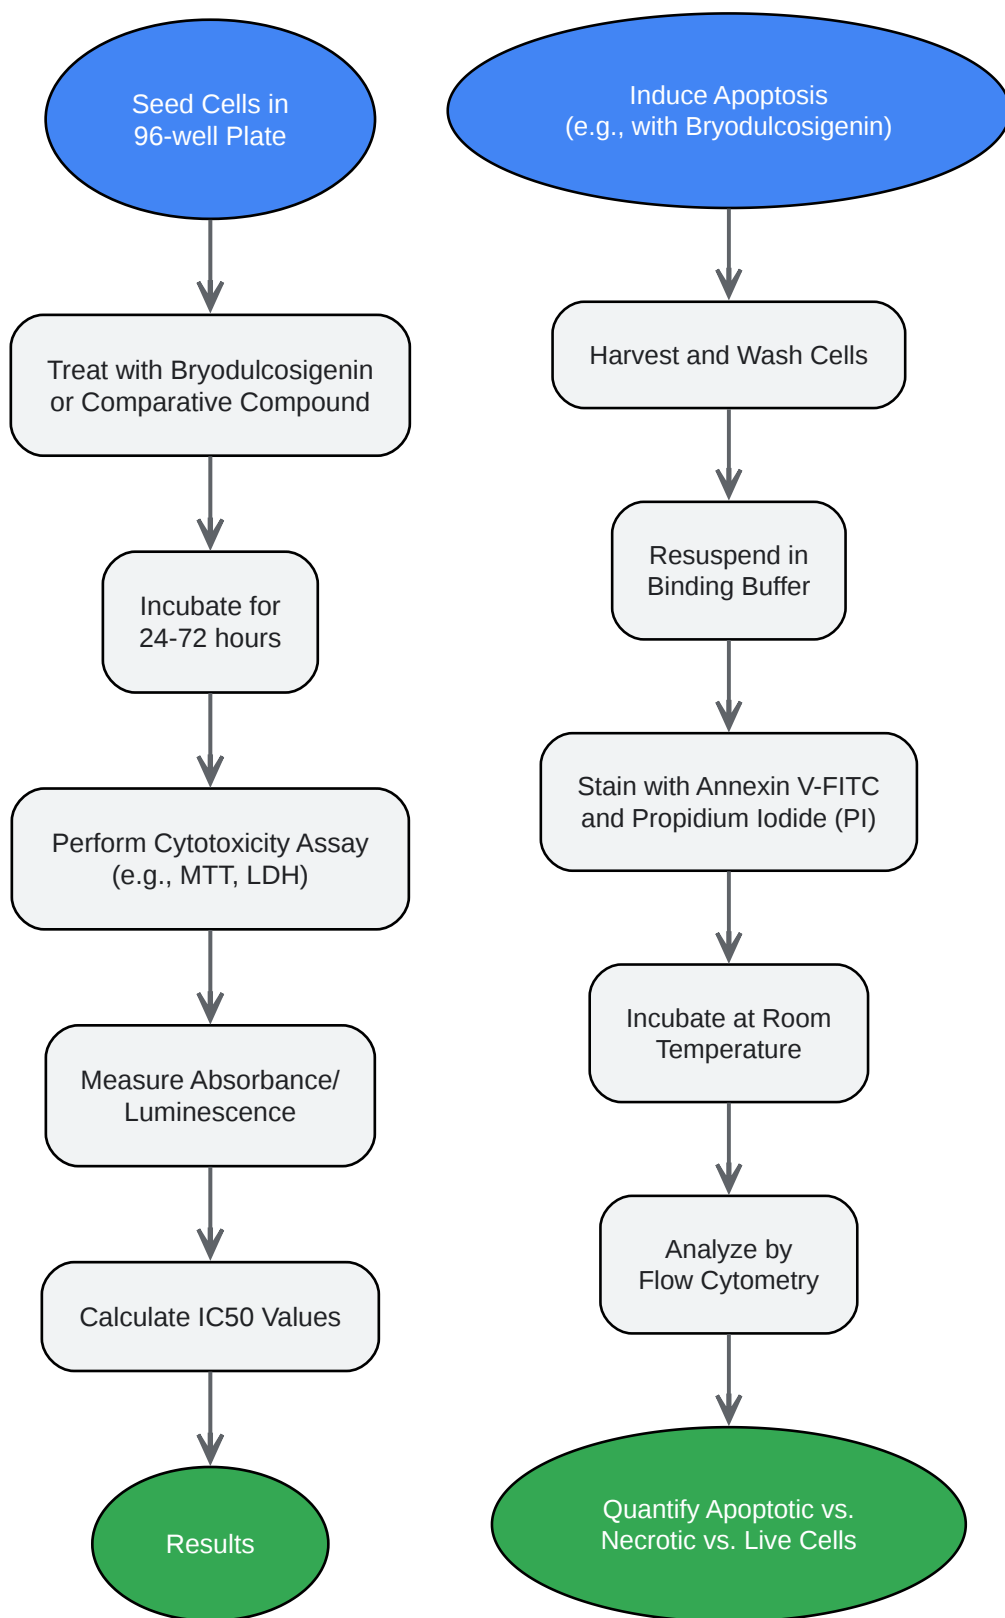 Seed Cells in
96-well Plate
Treat with Bryodulcosigenin
or Comparative Compound
Incubate for
24-72 hours
Perform Cytotoxicity Assay
(e.g., MTT, LDH)
Measure Absorbance/
Luminescence
Calculate IC50 Values
Results
Induce Apoptosis
(e.g., with Bryodulcosigenin)
Harvest and Wash Cells
Resuspend in
Binding Buffer
Stain with Annexin V-FITC
and Propidium Iodide (PI)
Incubate at Room
Temperature
Analyze by
Flow Cytometry
Quantify Apoptotic vs.
Necrotic vs. Live Cells